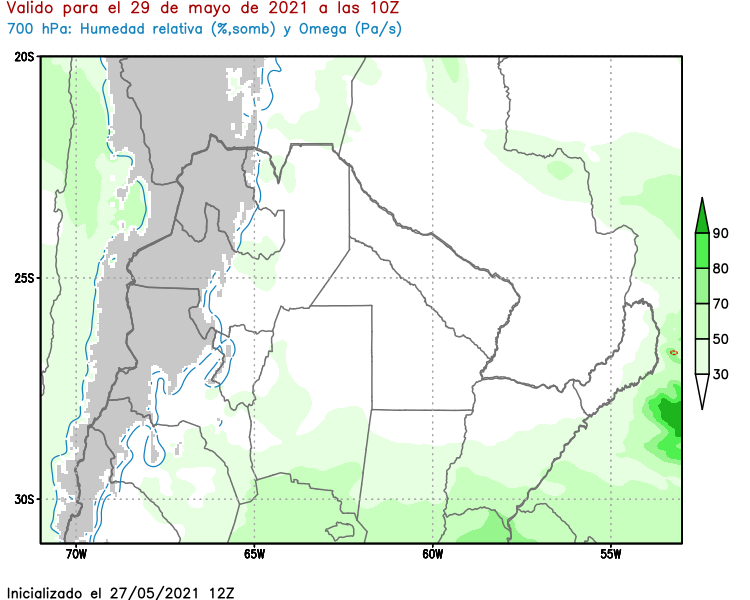 Valido para el 29 de mayo de 2021 a las 10Z
700 hPa: Humedad relativa (%,somb) y Omega (Pa/s)
20S
25S
30S
70W
65W
60W
55W
90
80
70
50
30
Inicializado el 27/05/2021 12Z